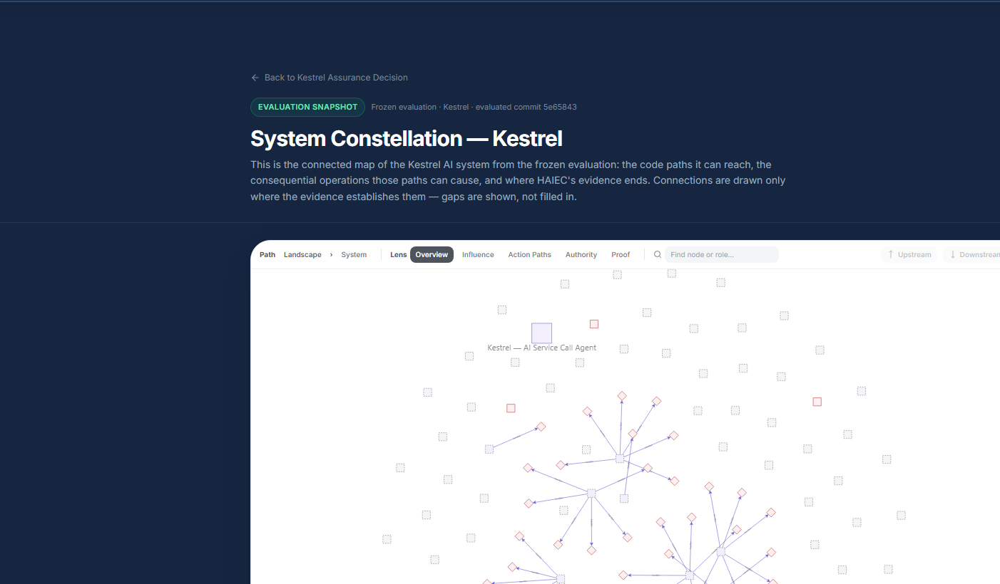 Back to Kestrel Assurance Decision
EVALUATION SNAPSHOT Frozen evaluation · Kestrel · evaluated commit 5e65843
System Constellation — Kestrel
This is the connected map of the Kestrel AI system from the frozen evaluation: the code paths it can reach, the
consequential operations those paths can cause, and where HAIEC's evidence ends. Connections are drawn only
where the evidence establishes them — gaps are shown, not filled in.
Path Landscape › System Lens Overview Influence Action Paths Authority Proof Find node or role... Upstream Downstream
Kestrel — AI Service Call Agent